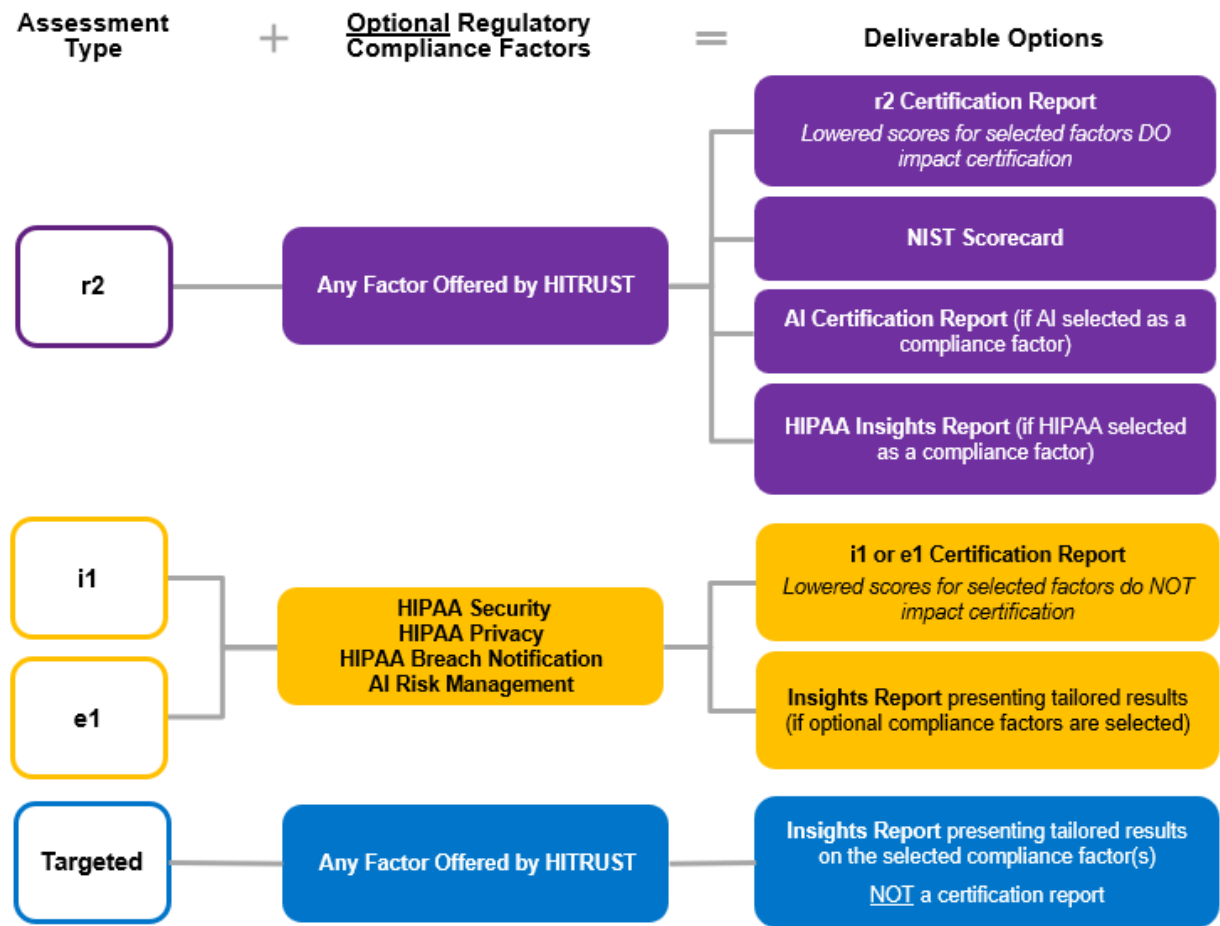 Assessment
Type
+
Optional Regulatory
Compliance Factors
=
Deliverable Options
r2
Any Factor Offered by HITRUST
r2 Certification Report
Lowered scores for selected factors DO
impact certification
NIST Scorecard
AI Certification Report (if AI selected as a
compliance factor)
HIPAA Insights Report (if HIPAA selected
as a compliance factor)
i1
e1
HIPAA Security
HIPAA Privacy
HIPAA Breach Notification
AI Risk Management
i1 or e1 Certification Report
Lowered scores for selected factors do NOT
impact certification
Insights Report presenting tailored results
(if optional compliance factors are selected)
Targeted
Any Factor Offered by HITRUST
Insights Report presenting tailored results
on the selected compliance factor(s)
NOT a certification report